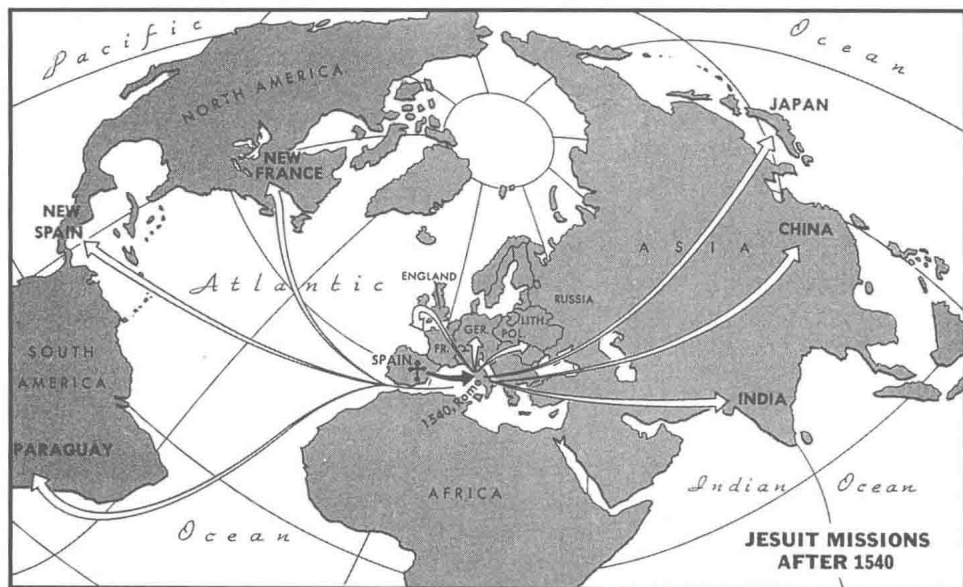 Pacific
Ocean
NORTH AMERICA
JAPAN
NEW
FRANCE
NEW
SPAIN
CHINA
ASIA
Atlantic
ENGLAND
RUSSIA
LITH.
GER.
POL.
FR.
SPAIN
1540, Rome
SOUTH
AMERICA
INDIA
PARAGUAY
AFRICA
Indian Ocean
Ocean
JESUIT MISSIONS
AFTER 1540